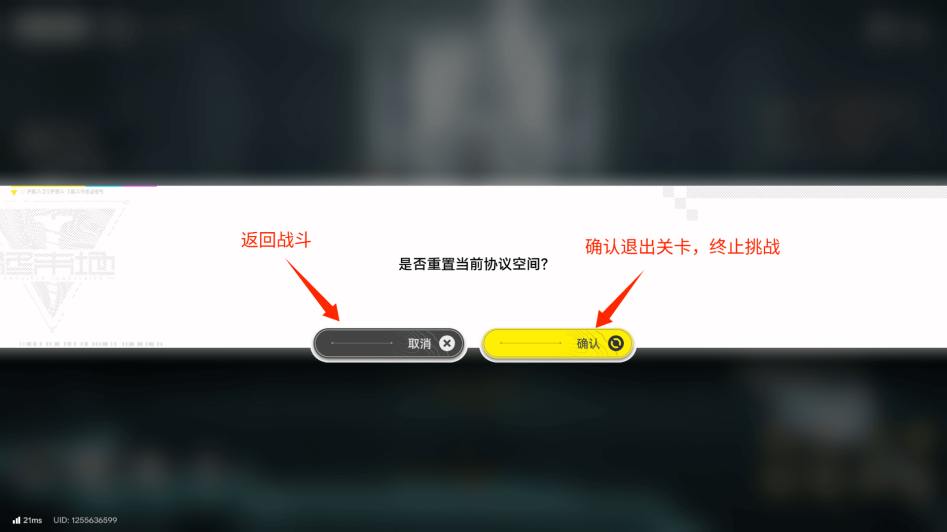 返回战斗
确认退出关卡，终止挑战
是否重置当前协议空间？
取消
确认
21ms
UID: 1255636599